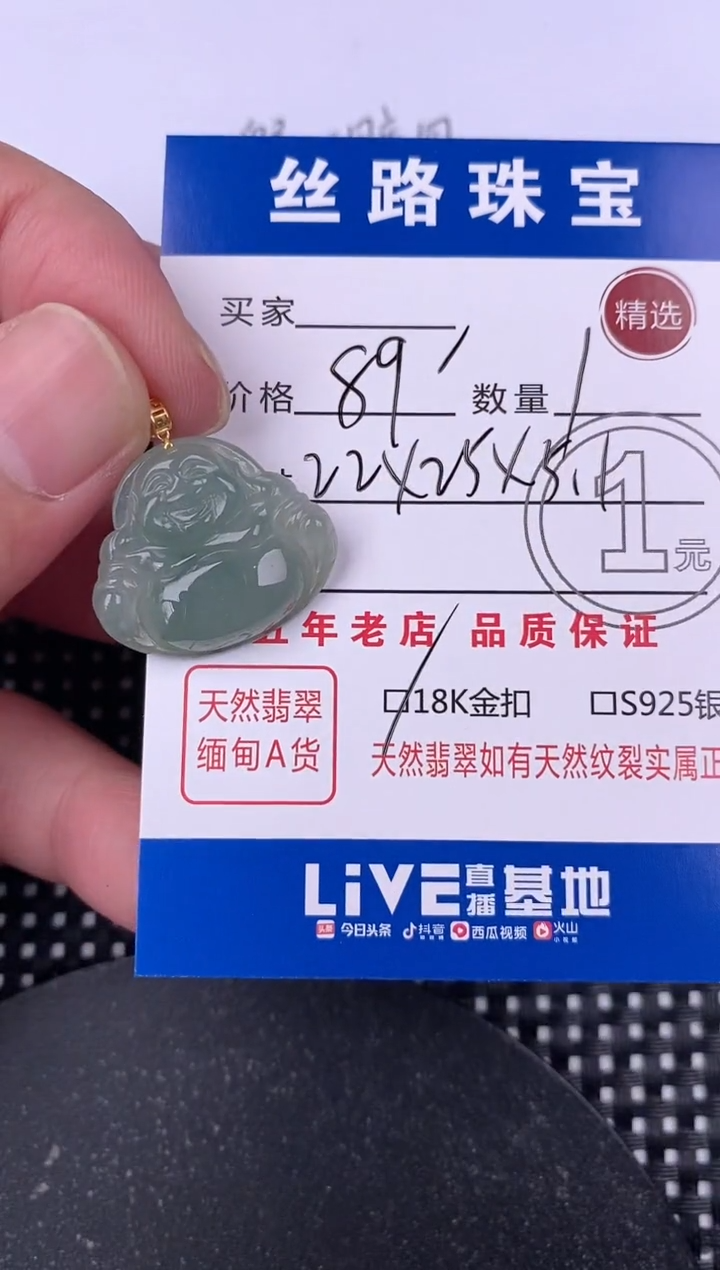 丝路珠宝
买家
精选
价格 89 数量 1
22X25X5.1
1元
五年老店 品质保证
天然翡翠
缅甸A货
18K金扣 S925银
天然翡翠如有天然纹裂实属正
LiVE直播基地
头条 今日头条 抖音 西瓜视频 火山